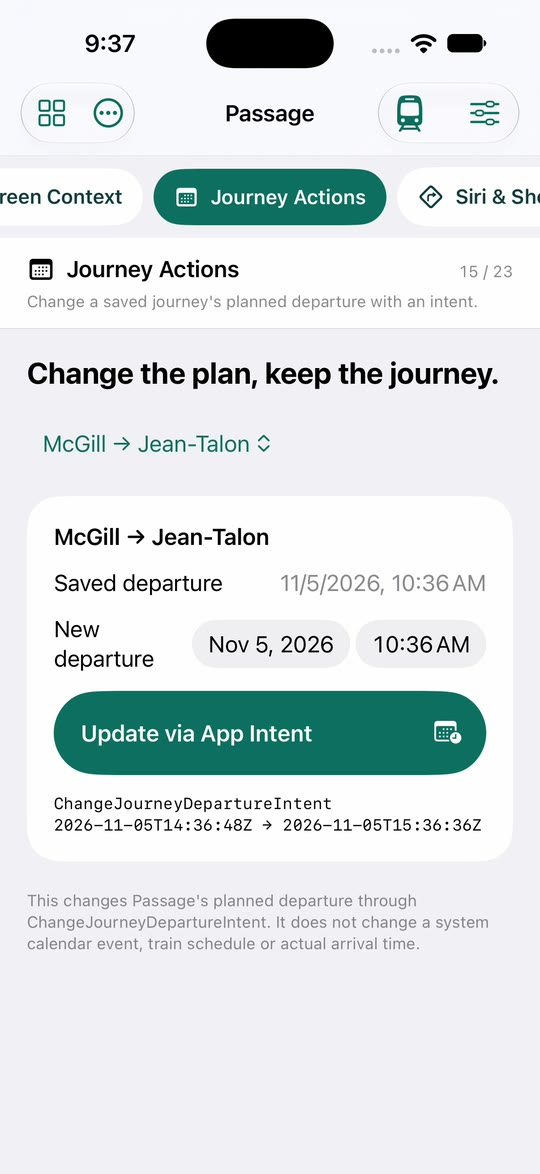 9:37
Passage
reen Context
Journey Actions
Siri & Sho
Journey Actions
15 / 23
Change a saved journey's planned departure with an intent.
Change the plan, keep the journey.
McGill → Jean-Talon
McGill → Jean-Talon
Saved departure
11/5/2026, 10:36 AM
New
departure
Nov 5, 2026
10:36 AM
Update via App Intent
ChangeJourneyDepartureIntent
2026-11-05T14:36:48Z → 2026-11-05T15:36:36Z
This changes Passage's planned departure through
ChangeJourneyDepartureIntent. It does not change a system
calendar event, train schedule or actual arrival time.